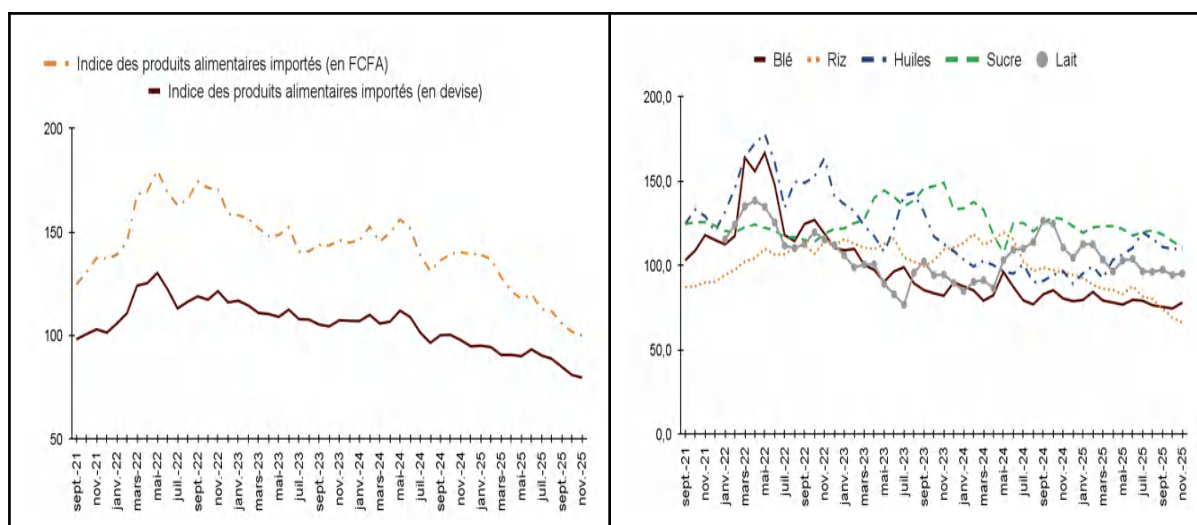 Indice des produits alimentaires importés (en FCFA)
Indice des produits alimentaires importés (en devise)
200
150
100
50
sept.-21
nov.-21
janv.-22
mars-22
mai-22
juil.-22
sept.-22
nov.-22
janv.-23
mars-23
mai-23
juil.-23
sept.-23
nov.-23
janv.-24
mars-24
mai-24
juil.-24
sept.-24
nov.-24
janv.-25
mars-25
mai-25
juil.-25
sept.-25
nov.-25
Blé Riz Huiles Sucre Lait
200,0
150,0
100,0
50,0
0,0
sept.-21
nov.-21
janv.-22
mars-22
mai-22
juil.-22
sept.-22
nov.-22
janv.-23
mars-23
mai-23
juil.-23
sept.-23
nov.-23
janv.-24
mars-24
mai-24
juil.-24
sept.-24
nov.-24
janv.-25
mars-25
mai-25
juil.-25
sept.-25
nov.-25